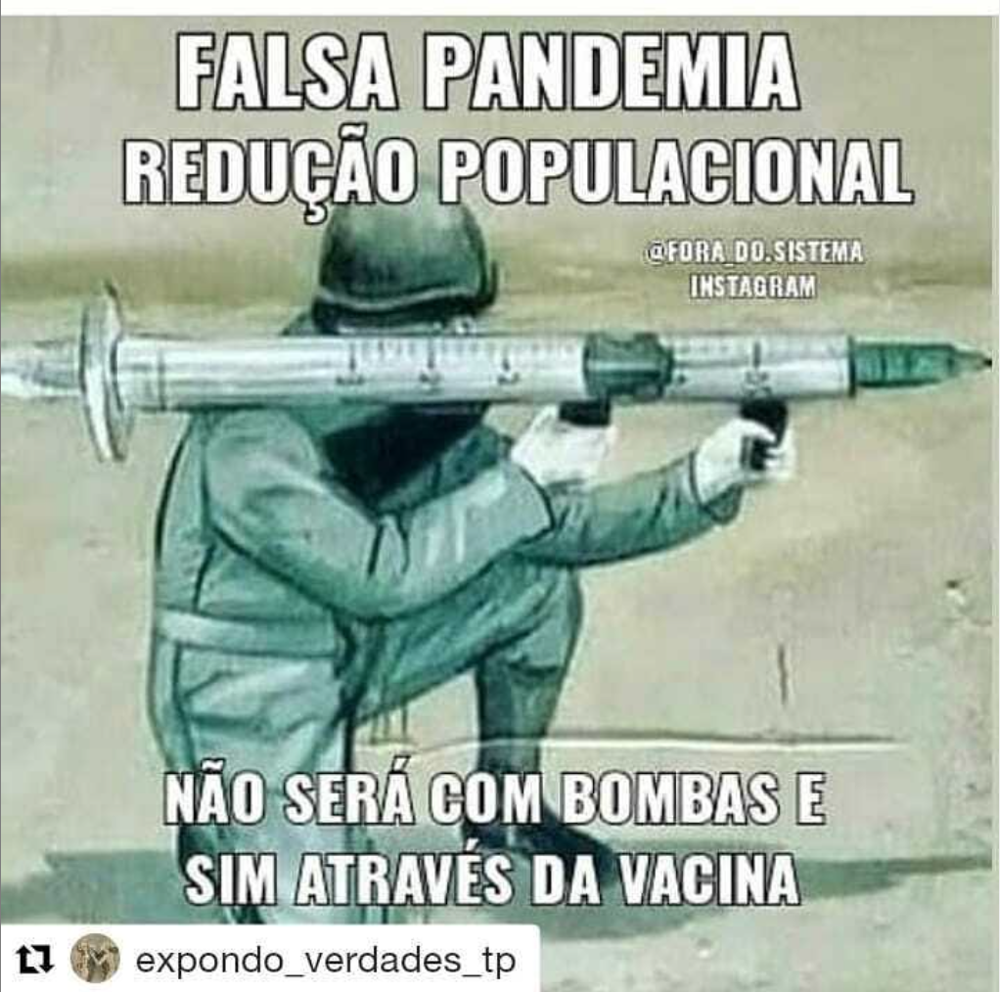 FALSA PANDEMIA
REDUÇÃO POPULACIONAL
@FORA_DO.SISTEMA
INSTAGRAM
NÃO SERÁ COM BOMBAS E
SIM ATRAVÉS DA VACINA
expondo_verdades_tp